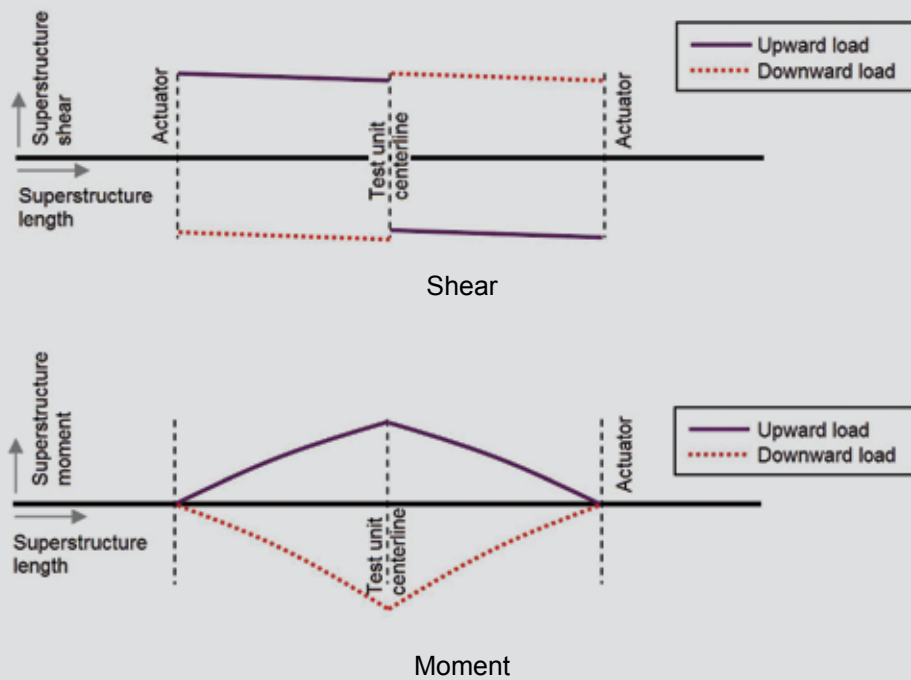 Superstructure
shear
Actuator
Test unit
centerline
Actuator
Upward load
Downward load
Superstructure
length
Shear
Superstructure
moment
Test unit
centerline
Actuator
Upward load
Downward load
Superstructure
length
Moment